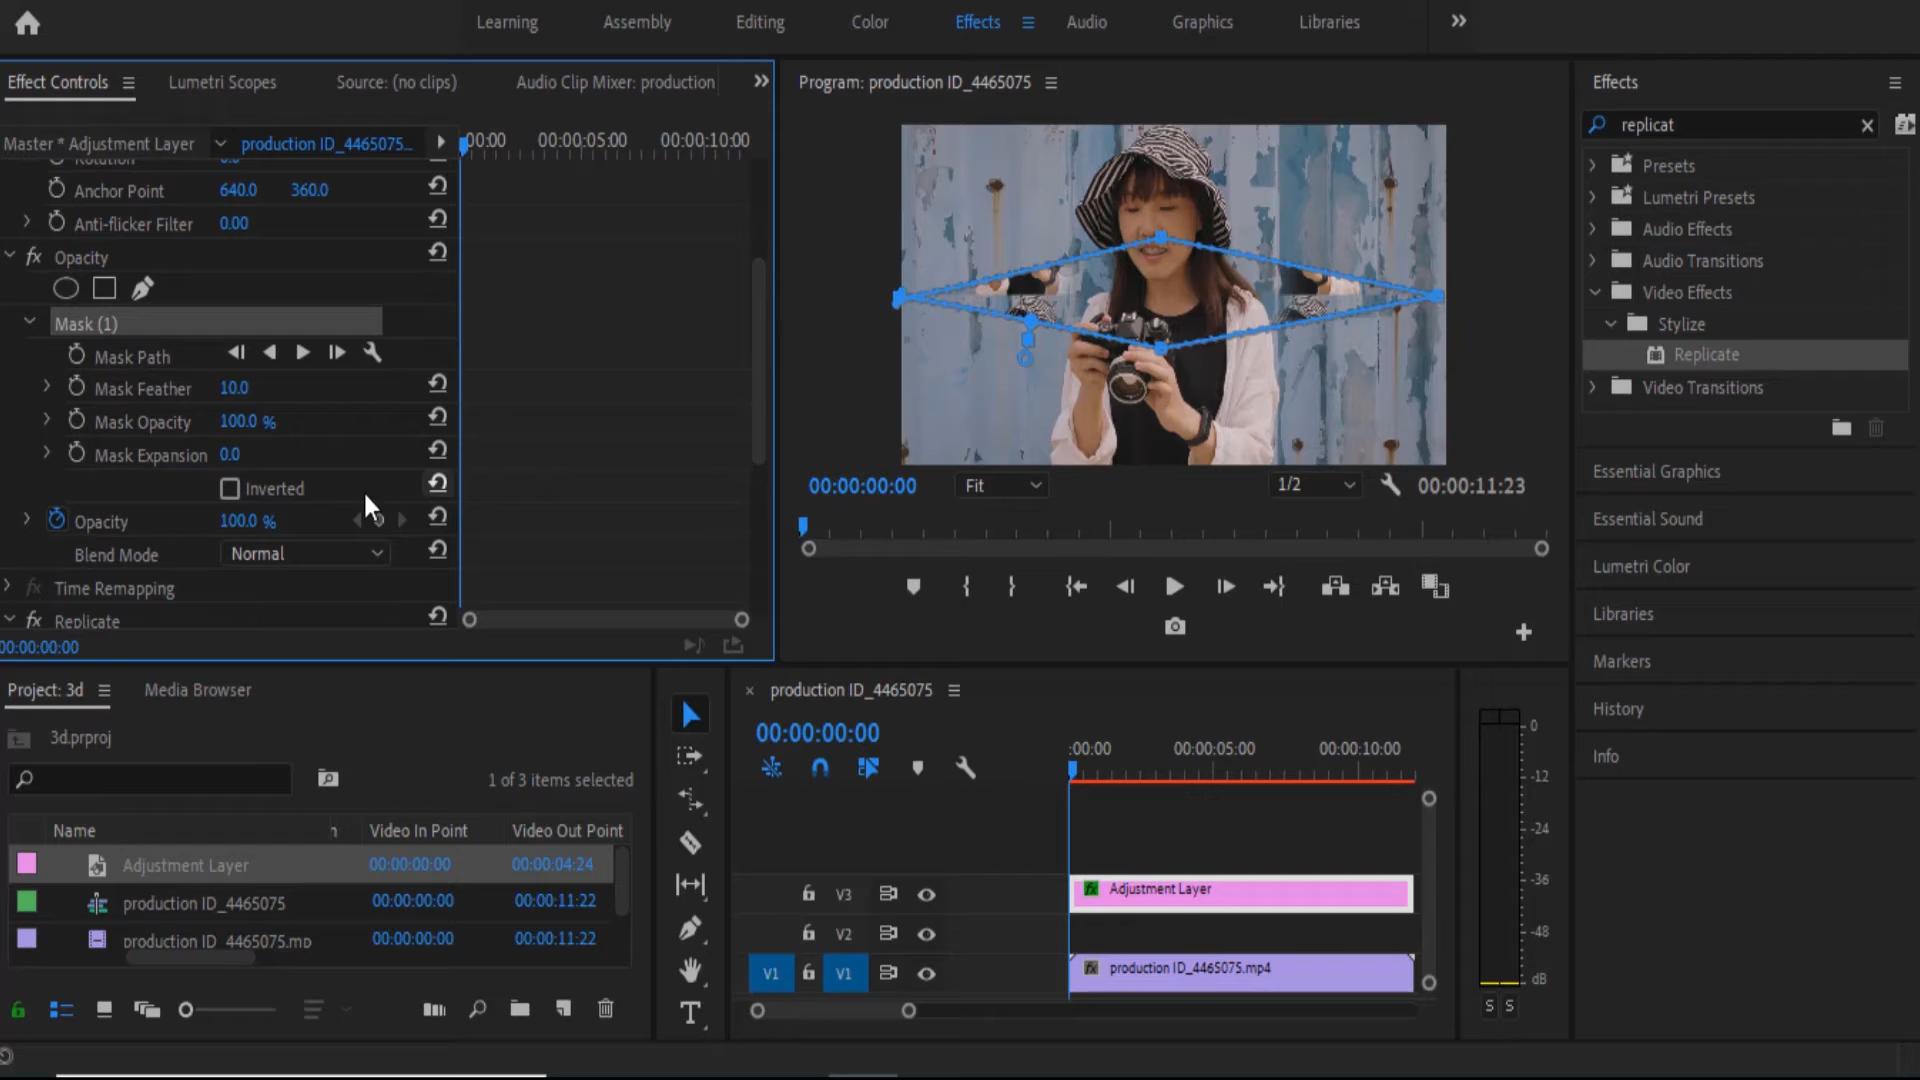 Learning Assembly Editing Color Effects Audio Graphics Libraries
Effect Controls Lumetri Scopes Source: (no clips) Audio Clip Mixer: production
Program: production ID_4465075
Effects
Master * Adjustment Layer production ID_4465075...
:00:00 00:00:05:00 00:00:10:00
replicat
Rotation 0.0
Anchor Point 640.0 360.0
Anti-flicker Filter 0.00
Opacity
Mask (1)
Mask Path
Mask Feather 10.0
Mask Opacity 100.0 %
Mask Expansion 0.0
Inverted
Opacity 100.0 %
Blend Mode Normal
Time Remapping
Replicate
00:00:00:00
00:00:00:00 Fit 1/2 00:00:11:23
Presets
Lumetri Presets
Audio Effects
Audio Transitions
Video Effects
Stylize
Replicate
Video Transitions
Essential Graphics
Essential Sound
Lumetri Color
Libraries
Markers
History
Info
Project: 3d Media Browser
3d.prproj
1 of 3 items selected
Name Video In Point Video Out Point
Adjustment Layer 00:00:00:00 00:00:04:24
production ID_4465075 00:00:00:00 00:00:11:22
production ID_4465075.mp 00:00:00:00 00:00:11:22
T
× production ID_4465075
00:00:00:00
:00:00 00:00:05:00 00:00:10:00
V3 fx Adjustment Layer
V2
V1 V1 fx production ID_4465075.mp4
0
-12
-24
-36
-48
dB
S S